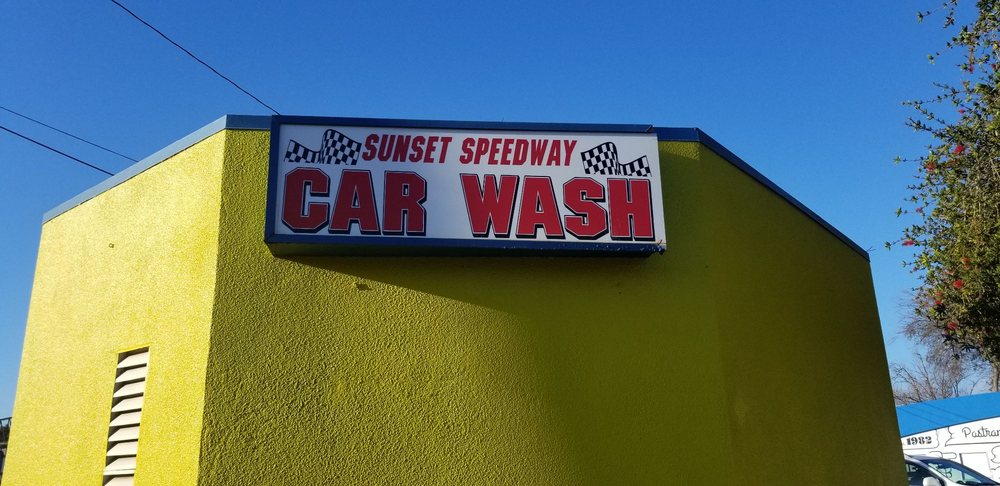 SUNSET SPEEDWAY
CAR WASH
1982